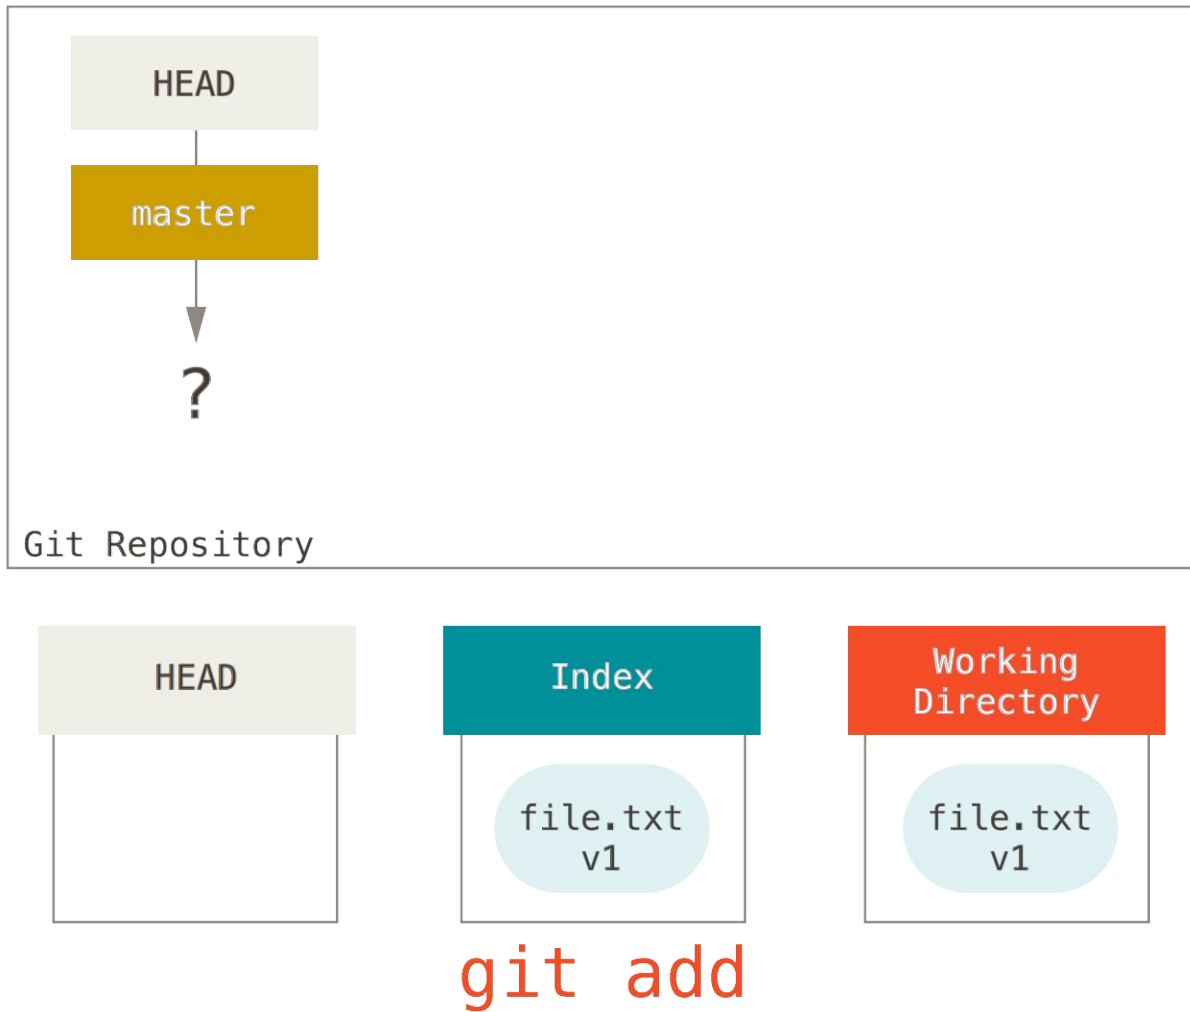 HEAD
master
?
Git Repository
HEAD
Index
Working
Directory
file.txt
v1
file.txt
v1
git add